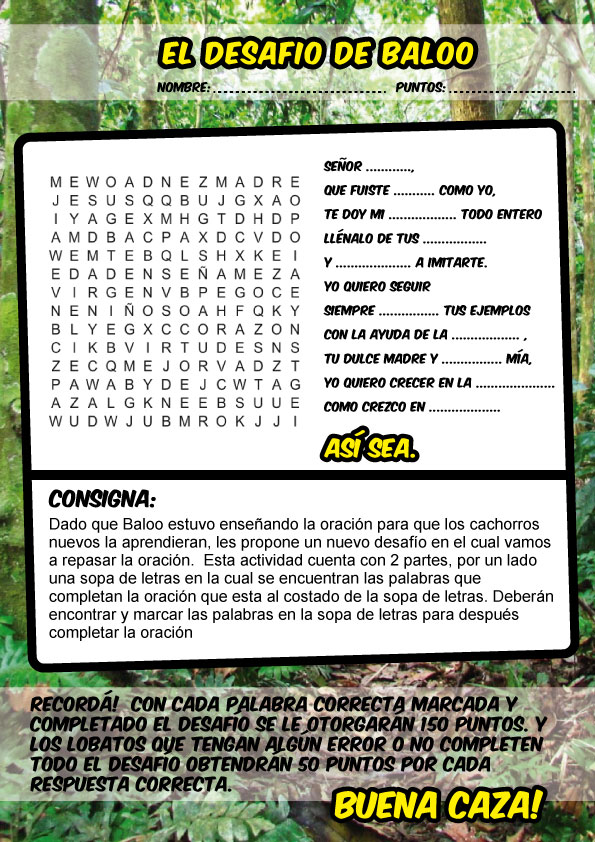 EL DESAFIO DE BALOO
NOMBRE: PUNTOS:
M E W O A D N E Z M A D R E
J E S U S Q Q B U J G X A O
I Y A G E X M H G T D H D P
A M D B A C P A X D C V D O
W E M T E B Q L S H X K E I
E D A D E N S E Ñ A M E Z A
V I R G E N V B P E G O C E
N E N I Ñ O S O A H F Q K Y
B L Y E G X C C O R A Z O N
C I K B V I R T U D E S N S
Z E C Q M E J O R V A D Z T
P A W A B Y D E J C W T A G
A Z A L G K N E E B S U U E
W U D W J U B M R O K J J I
SEÑOR ............,
QUE FUISTE ........... COMO YO,
TE DOY MI .................. TODO ENTERO
LLÉNALO DE TUS .................
Y .................... A IMITARTE.
YO QUIERO SEGUIR
SIEMPRE ................ TUS EJEMPLOS
CON LA AYUDA DE LA .................. ,
TU DULCE MADRE Y ................ MÍA,
YO QUIERO CRECER EN LA .....................
COMO CREZCO EN ...................
ASÍ SEA.
CONSIGNA:
Dado que Baloo estuvo enseñando la oración para que los cachorros
nuevos la aprendieran, les propone un nuevo desafío en el cual vamos
a repasar la oración.  Esta actividad cuenta con 2 partes, por un lado
una sopa de letras en la cual se encuentran las palabras que
completan la oración que esta al costado de la sopa de letras. Deberán
encontrar y marcar las palabras en la sopa de letras para después
completar la oración
RECORDÁ!  CON CADA PALABRA CORRECTA MARCADA Y
COMPLETADO EL DESAFIO SE LE OTORGARÁN 150 PUNTOS. Y
LOS LOBATOS QUE TENGAN ALGÚN ERROR O NO COMPLETEN
TODO EL DESAFIO OBTENDRÁN 50 PUNTOS POR CADA
RESPUESTA CORRECTA.
BUENA CAZA!